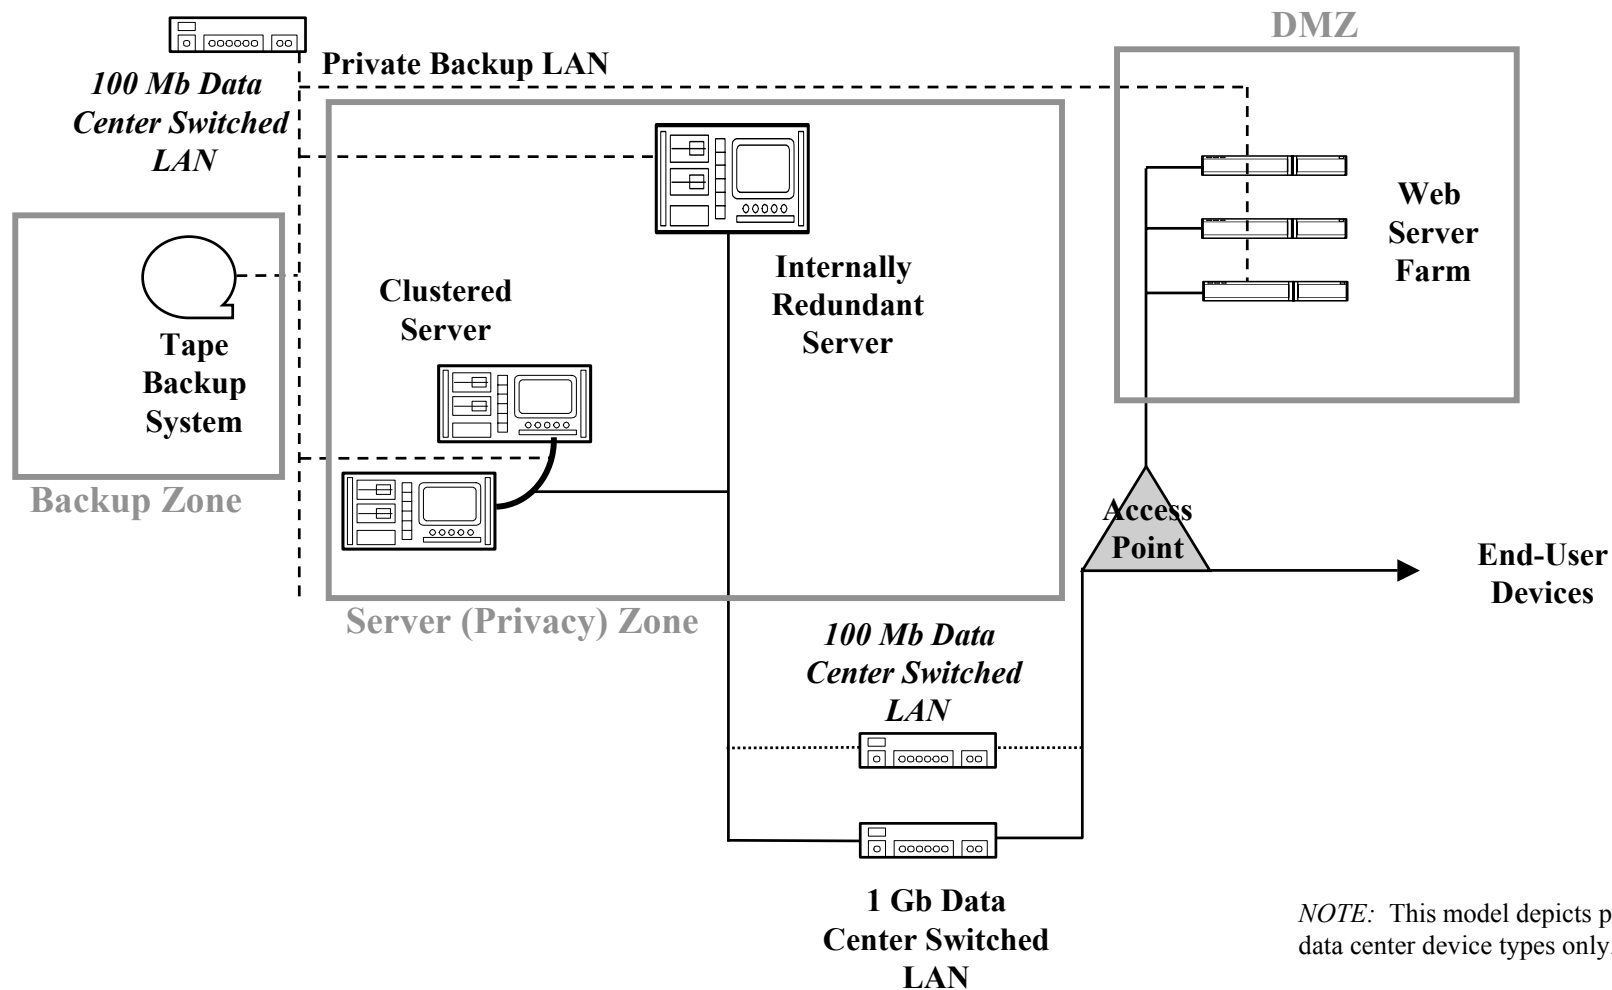 DMZ
Private Backup LAN
100 Mb Data
Center Switched
LAN
Web
Server
Farm
Internally
Redundant
Server
Clustered
Server
Tape
Backup
System
Backup Zone
Access
Point
End-User
Devices
Server (Privacy) Zone
100 Mb Data
Center Switched
LAN
1 Gb Data
Center Switched
LAN
NOTE: This model depicts p
data center device types only.